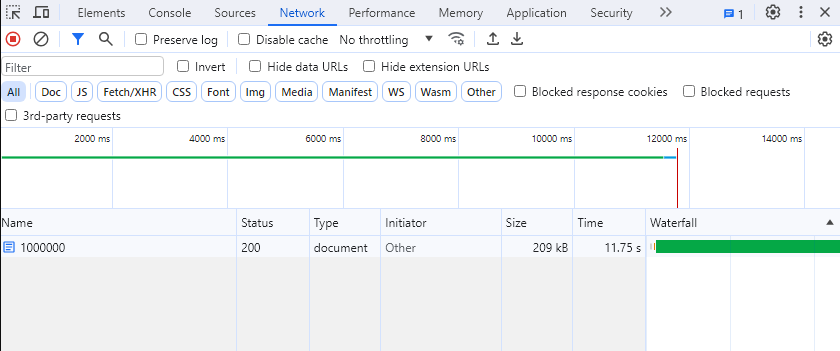 Elements Console Sources Network Performance Memory Application Security 1
Preserve log Disable cache No throttling
Filter Invert Hide data URLs Hide extension URLs
All Doc JS Fetch/XHR CSS Font Img Media Manifest WS Wasm Other Blocked response cookies Blocked requests
3rd-party requests
2000 ms 4000 ms 6000 ms 8000 ms 10000 ms 12000 ms 14000 ms
Name Status Type Initiator Size Time Waterfall
1000000 200 document Other 209 kB 11.75 s